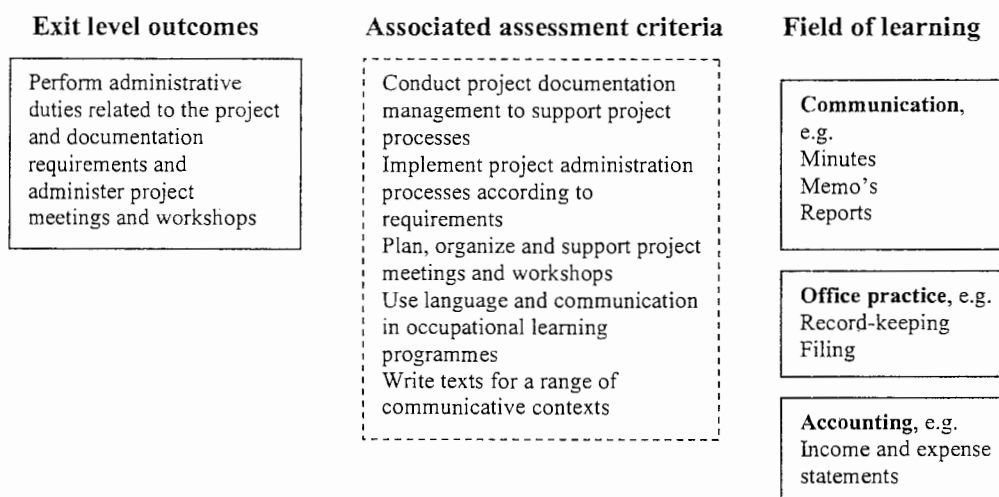 Exit level outcomes
Perform administrative
duties related to the project
and documentation
requirements and
administer project
meetings and workshops
Associated assessment criteria
Conduct project documentation
management to support project
processes
Implement project administration
processes according to
requirements
Plan, organize and support project
meetings and workshops
Use language and communication
in occupational learning
programmes
Write texts for a range of
communicative contexts
Field of learning
Communication,
e.g.
Minutes
Memo's
Reports
Office practice, e.g.
Record-keeping
Filing
Accounting, e.g.
Income and expense
statements